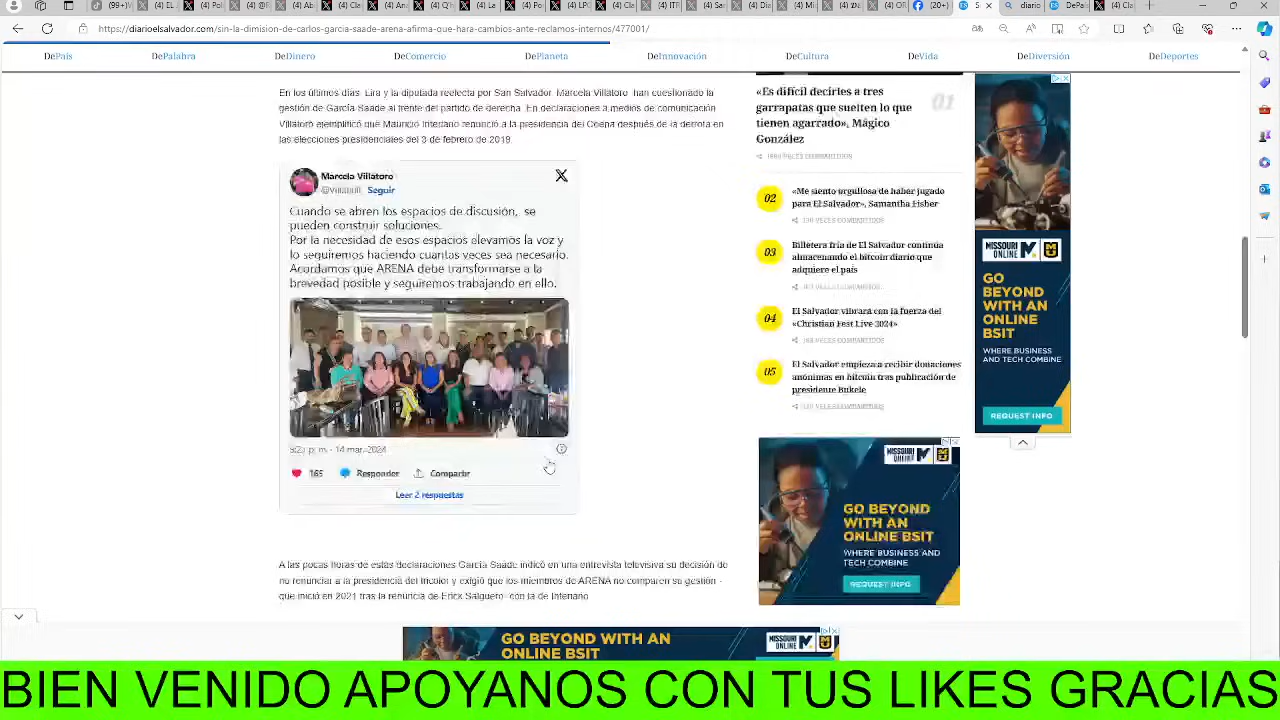 https://diarioelsalvador.com/sin-la-dimision-de-carlos-garcia-saade-arena-afirma-que-hara-cambios-ante-reclamos-internos/477001/
DePaís DePalabra DeDinero DeComercio DePlaneta DeInnovación DeCultura DeVida DeDiversión DeDeportes
En los últimos días Lara y la diputada reelecta por San Salvador, Marcela Villatoro, han cuestionado la
gestión de García Saade al frente del partido de derecha. En declaraciones a medios de comunicación
Villatoro ejemplificó que Mauricio Interiano renunció a la presidencia del Coena después de la derrota en
las elecciones presidenciales del 3 de febrero de 2019.
Marcela Villatoro
Seguir
Cuando se abren los espacios de discusión, se
pueden construir soluciones.
Por la necesidad de esos espacios elevamos la voz y
lo seguiremos haciendo cuantas veces sea necesario.
Acordamos que ARENA debe transformarse a la
brevedad posible y seguiremos trabajando en ello.
8:23 p. m. · 14 mar. 2024
165 Responder Compartir
Leer 2 respuestas
A las pocas horas de estas declaraciones García Saade indicó en una entrevista televisiva su decisión de
no renunciar a la presidencia del tricolor y exigió que los miembros de ARENA no comparen su gestión -
que inició en 2021 tras la renuncia de Erick Salguero- con la de Interiano
«Es difícil decirles a tres
garrapatas que suelten lo que
tienen agarrado», Mágico
González
01
VECES COMPARTIDOS
02
«Me siento orgullosa de haber jugado
para El Salvador», Samantha Fisher
VECES COMPARTIDOS
03
Billetera fría de El Salvador continúa
almacenando el bitcoin diario que
adquiere el país
VECES COMPARTIDOS
04
El Salvador vibrará con la fuerza del
«Christian Fest Live 2024»
VECES COMPARTIDOS
05
El Salvador empieza a recibir donaciones
anónimas en bitcoin tras publicación de
presidente Bukele
VECES COMPARTIDOS
MISSOURI
ONLINE
GO
BEYOND
WITH AN
ONLINE
BSIT
WHERE BUSINESS
AND TECH COMBINE
REQUEST INFO
MISSOURI
ONLINE
GO BEYOND
WITH AN
ONLINE BSIT
WHERE BUSINESS AND
TECH COMBINE
REQUEST INFO
GO BEYOND WITH AN
ONLINE BSIT
MISSOURI
ONLINE
BIEN VENIDO APOYANOS CON TUS LIKES GRACIAS